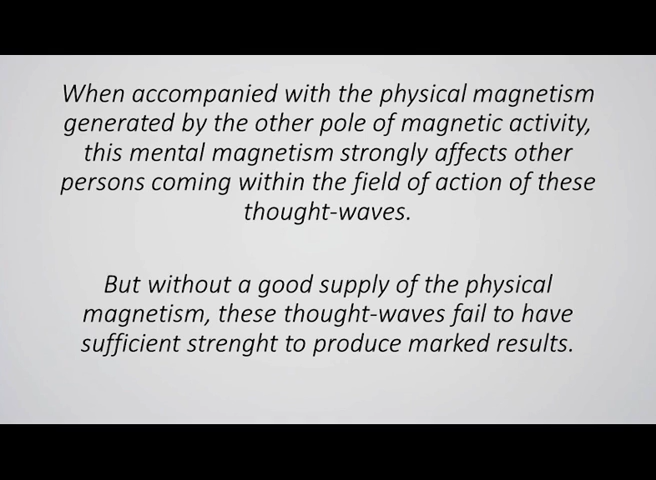 When accompanied with the physical magnetism
generated by the other pole of magnetic activity,
this mental magnetism strongly affects other
persons coming within the field of action of these
thought-waves.
But without a good supply of the physical
magnetism, these thought-waves fail to have
sufficient strenght to produce marked results.